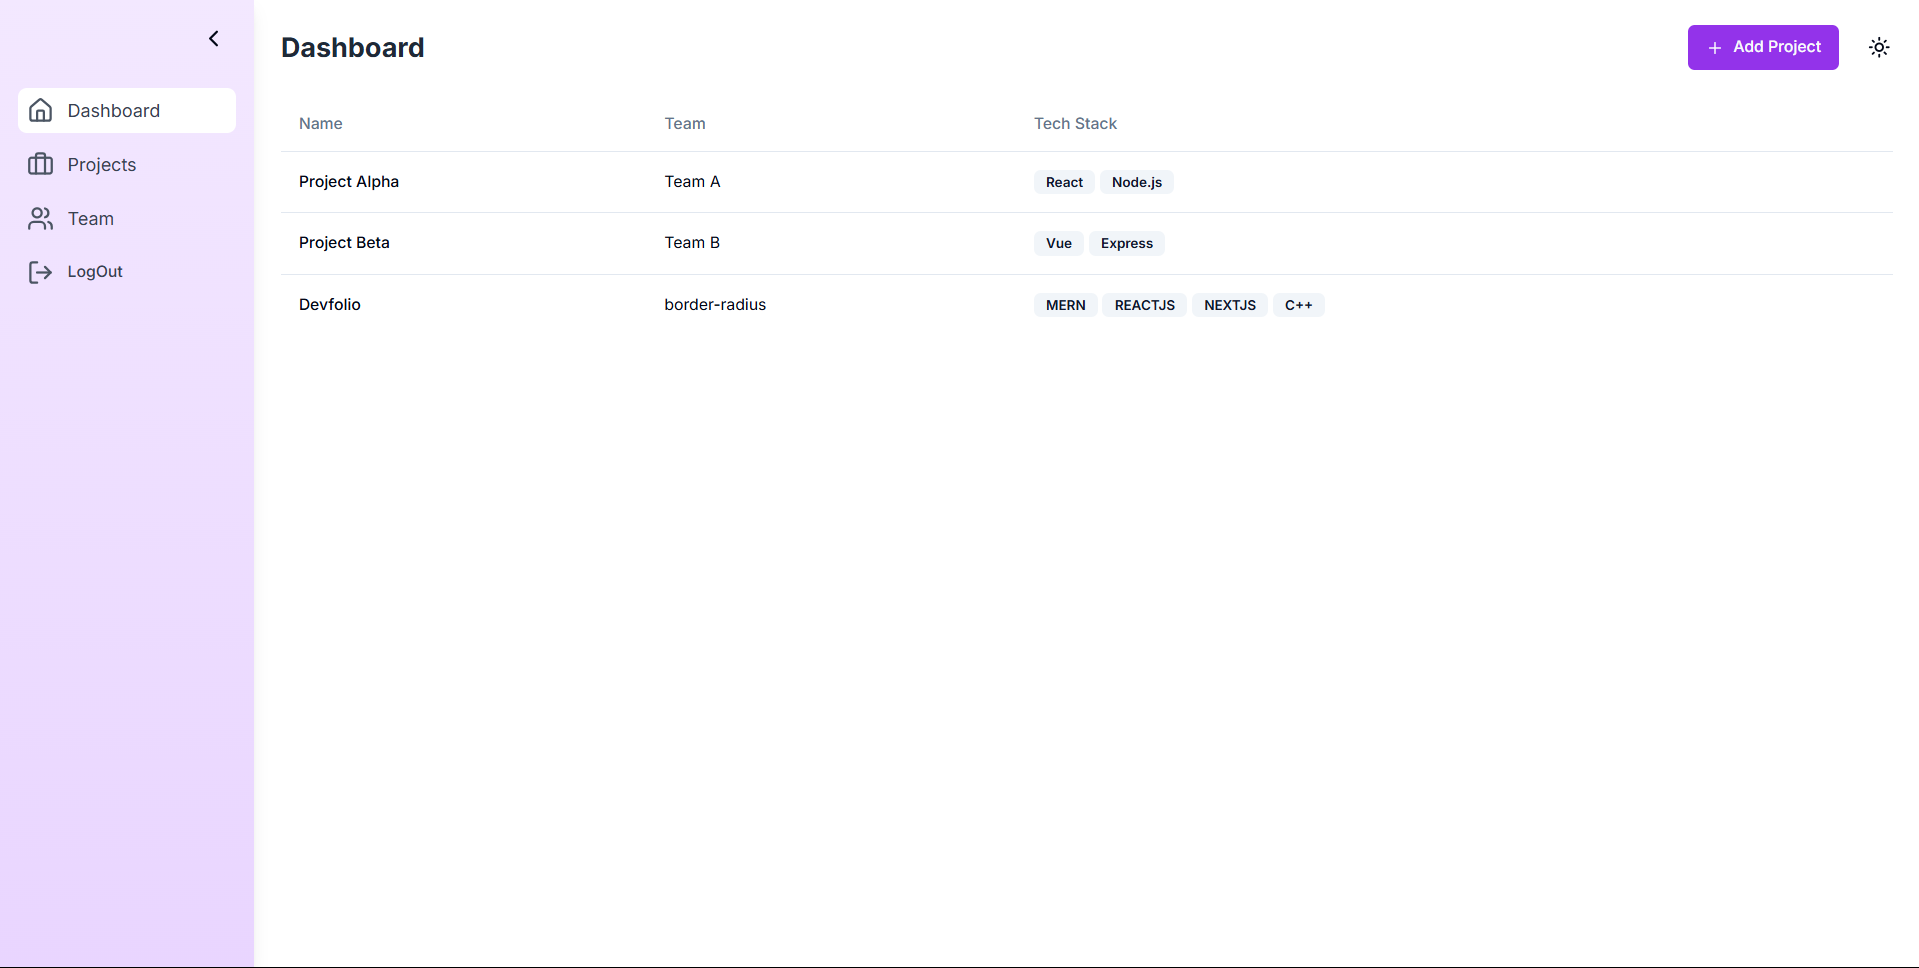 Dashboard
Projects
Team
LogOut
Dashboard
Add Project
Name Team Tech Stack
Project Alpha Team A React Node.js
Project Beta Team B Vue Express
Devfolio border-radius MERN REACTJS NEXTJS C++